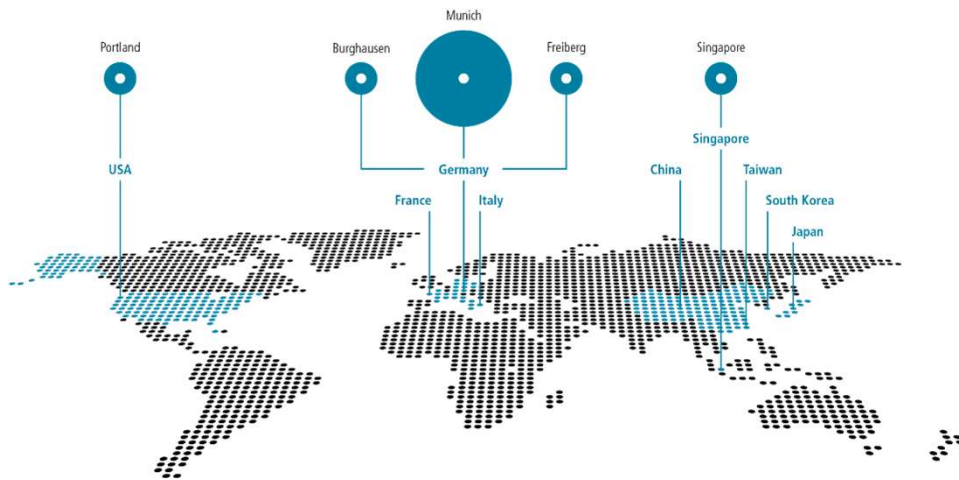 Munich
Portland
Burghausen
Freiberg
Singapore
Singapore
USA
Germany
China
Taiwan
France
Italy
South Korea
Japan